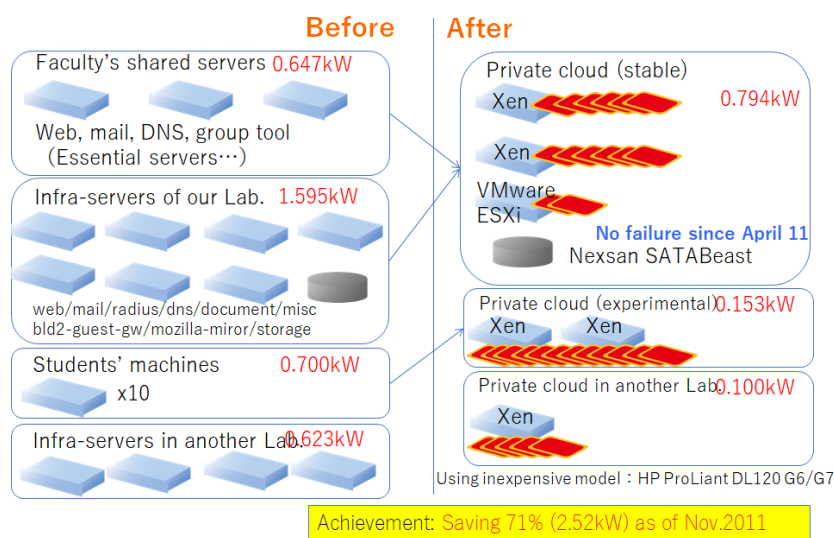 Before
Faculty's shared servers 0.647kW
Web, mail, DNS, group tool
(Essential servers…)
Infra-servers of our Lab. 1.595kW
web/mail/radius/dns/document/misc
bld2-guest-gw/mozilla-miror/storage
Students' machines 0.700kW
x10
Infra-servers in another Lab. 0.623kW
After
Private cloud (stable)
Xen
0.794kW
Xen
VMware
ESXi
No failure since April 11
Nexsan SATABeast
Private cloud (experimental) 0.153kW
Xen Xen
Private cloud in another Lab. 0.100kW
Xen
Using inexpensive model：HP ProLiant DL120 G6/G7
Achievement: Saving 71% (2.52kW) as of Nov.2011